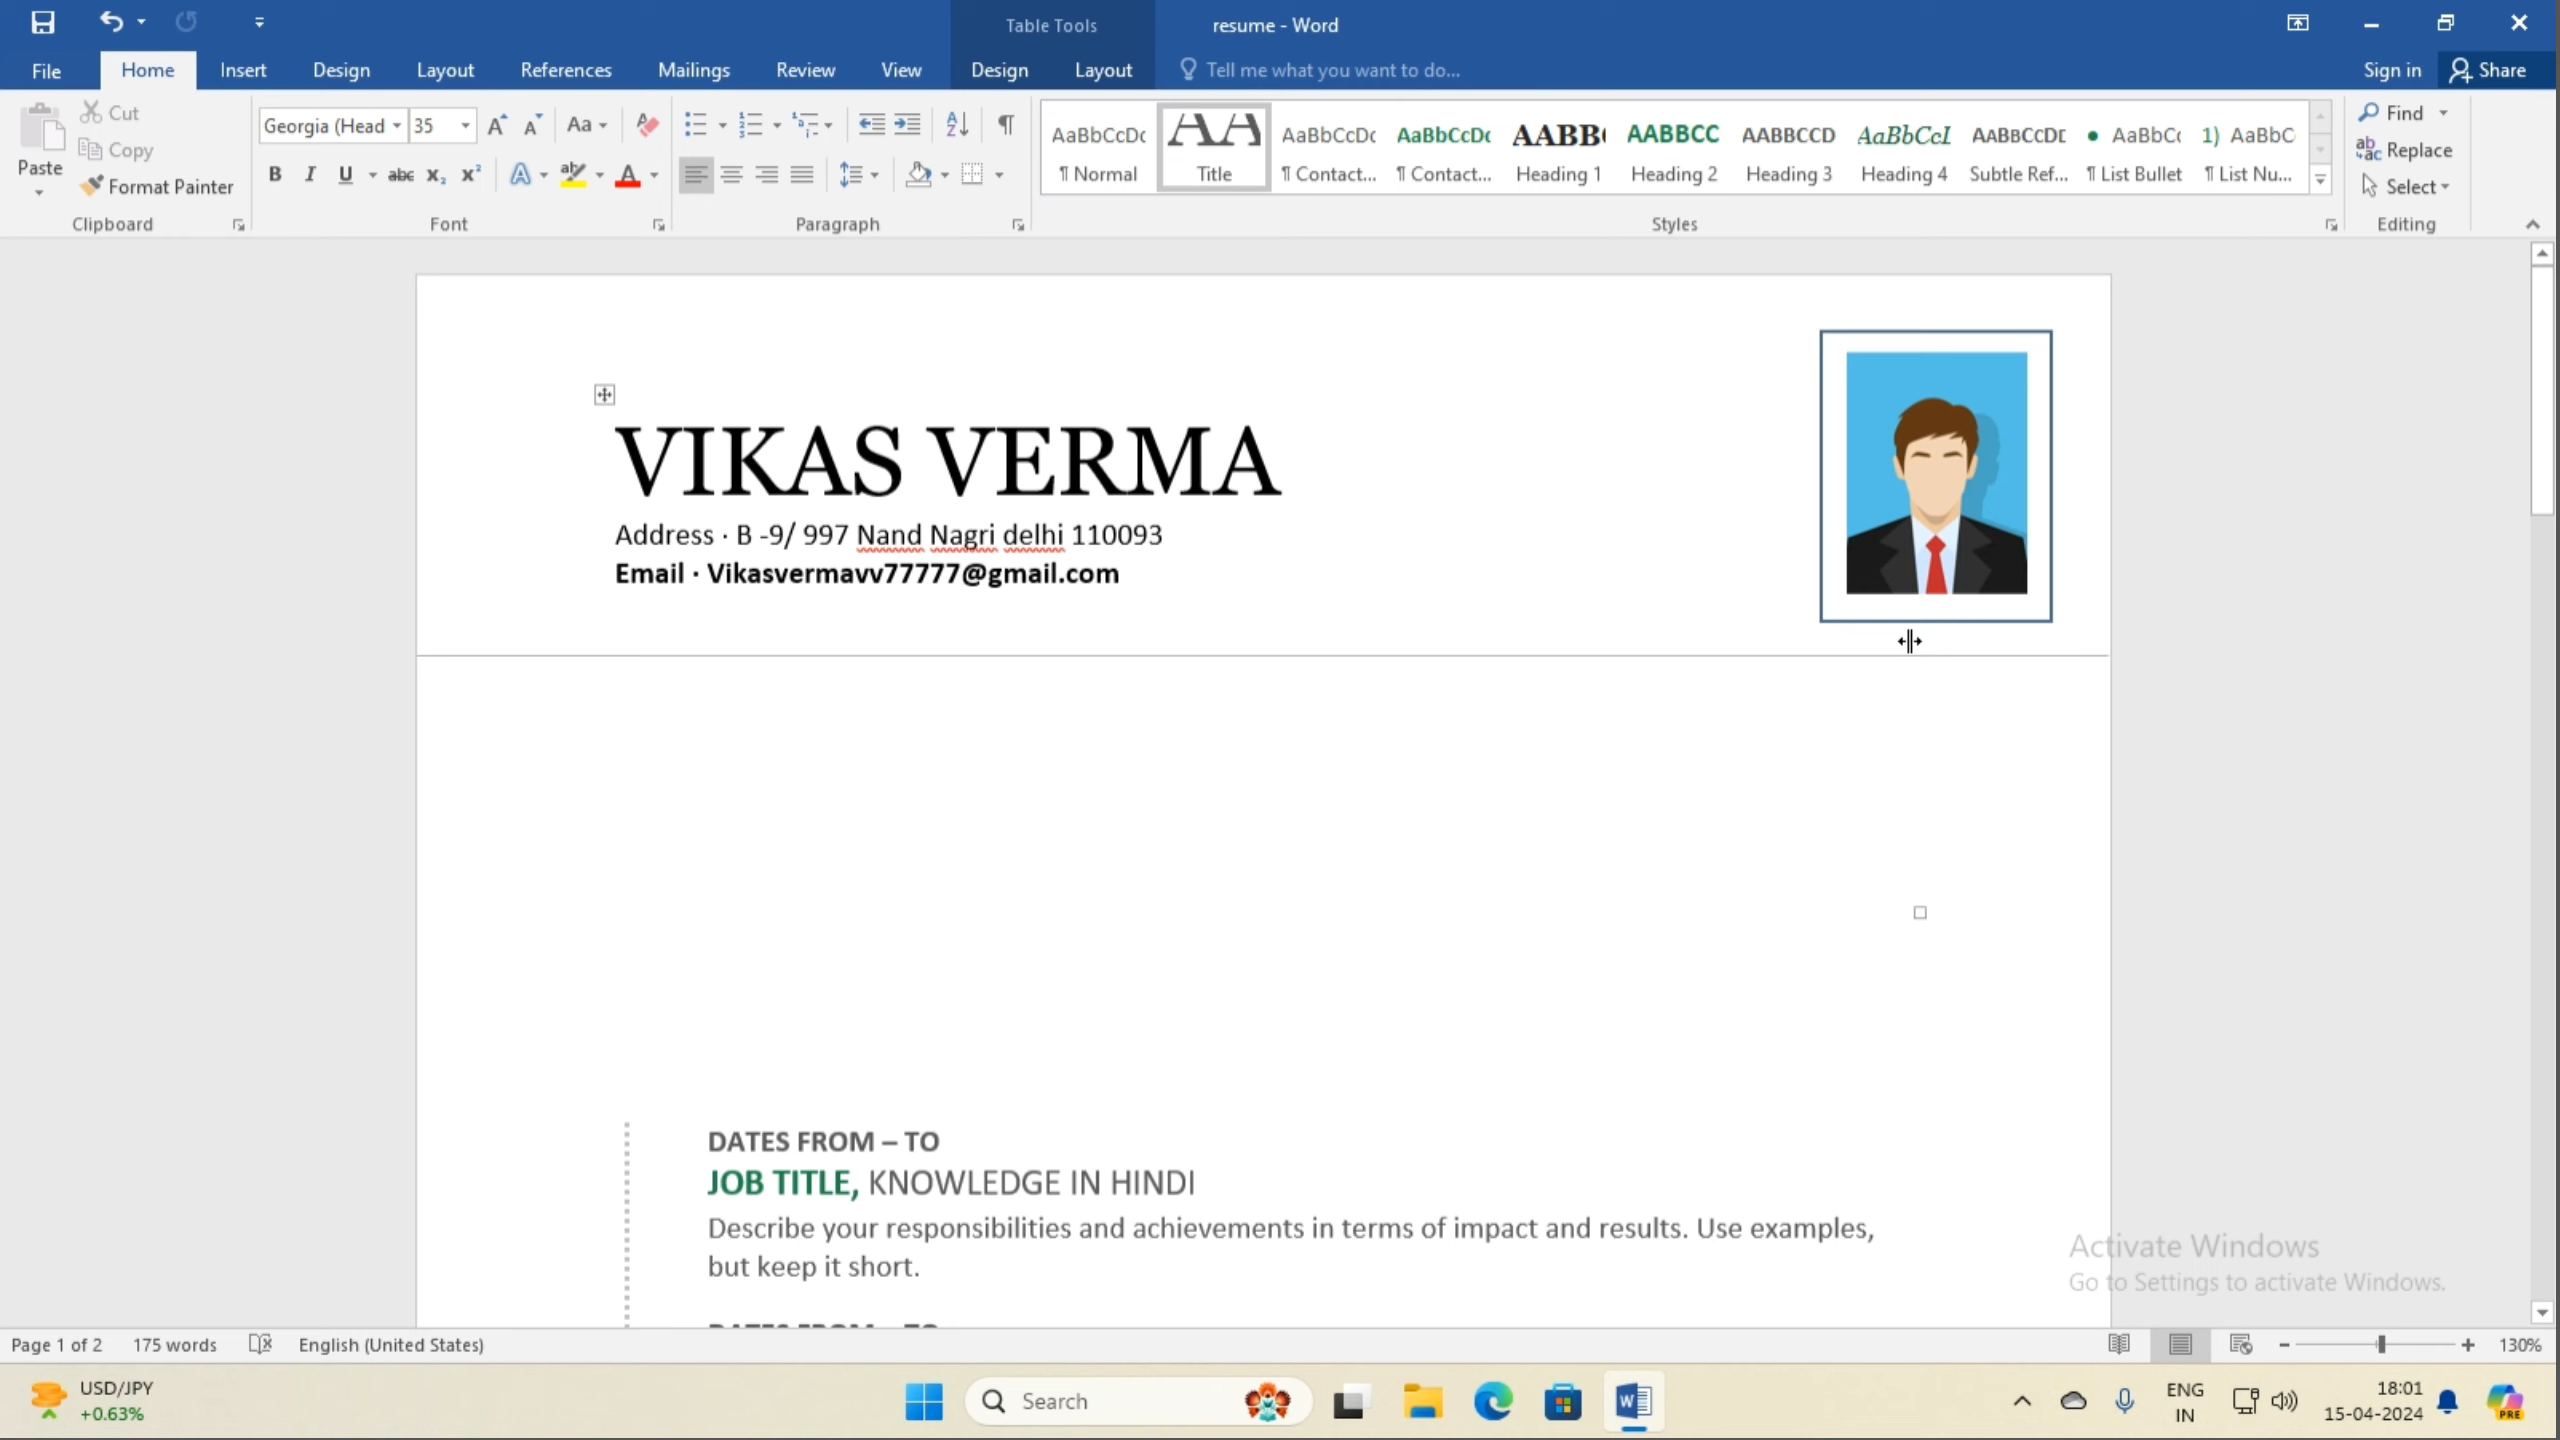 Table Tools
resume - Word
File
Home
Insert
Design
Layout
References
Mailings
Review
View
Design
Layout
Tell me what you want to do...
Sign in
Share
Paste
Cut
Copy
Format Painter
Clipboard
Georgia (Head
35
Font
Paragraph
AaBbCcDc
¶ Normal
AA
Title
AaBbCcDc
¶ Contact...
AaBbCcDc
¶ Contact...
AABB
Heading 1
AABBCC
Heading 2
AABBCCD
Heading 3
AaBbCcI
Heading 4
AABBCCDE
Subtle Ref...
• AaBbCc
¶ List Bullet
1) AaBbC
¶ List Nu...
Styles
Find
Replace
Select
Editing
VIKAS VERMA
Address · B -9/ 997 Nand Nagri delhi 110093
Email · Vikasvermavv77777@gmail.com
DATES FROM – TO
JOB TITLE, KNOWLEDGE IN HINDI
Describe your responsibilities and achievements in terms of impact and results. Use examples,
but keep it short.
Activate Windows
Go to Settings to activate Windows.
Page 1 of 2
175 words
English (United States)
130%
USD/JPY
+0.63%
Search
ENG
IN
18:01
15-04-2024
PRE